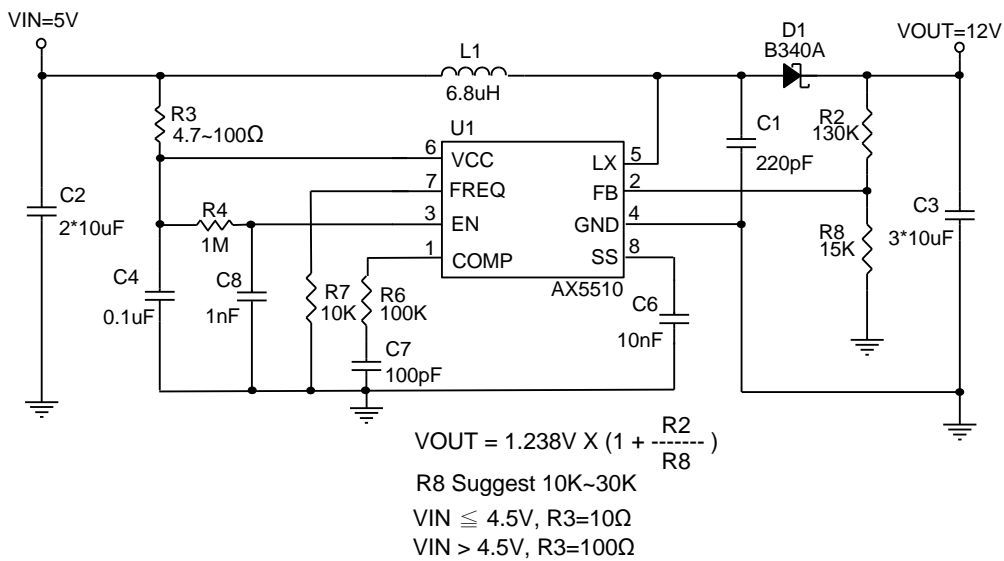 VIN=5V
VOUT=12V
D1
B340A
L1
6.8uH
R3
4.7~100Ω
U1
6
VCC
7
FREQ
3
EN
1
COMP
LX
5
FB
2
GND
4
SS
8
AX5510
C1
220pF
R2
130K
R8
15K
C3
3*10uF
C2
2*10uF
R4
1M
C4
0.1uF
C8
1nF
R7
10K
R6
100K
C7
100pF
C6
10nF
VOUT = 1.238V X (1 + R2 ------- R8 )
R8 Suggest 10K~30K
VIN ≦ 4.5V, R3=10Ω
VIN > 4.5V, R3=100Ω